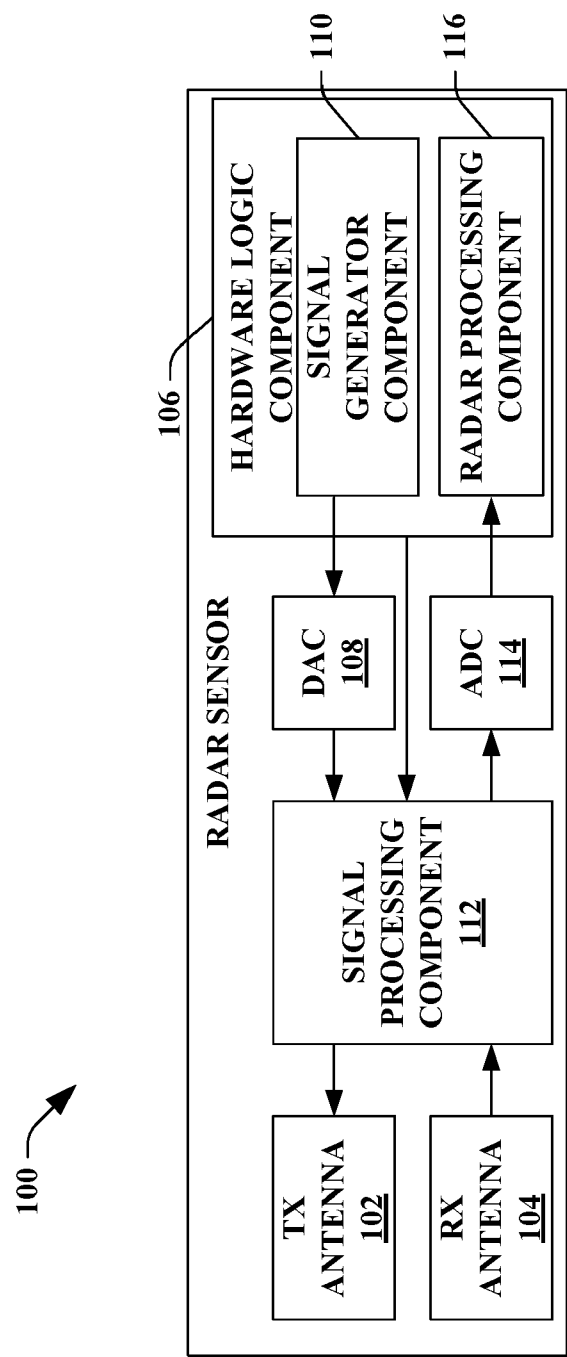 100
RADAR SENSOR
TX
ANTENNA
102
RX
ANTENNA
104
SIGNAL
PROCESSING
COMPONENT
112
DAC
108
ADC
114
106
HARDWARE LOGIC
COMPONENT
SIGNAL
GENERATOR
COMPONENT
110
RADAR PROCESSING
COMPONENT
116